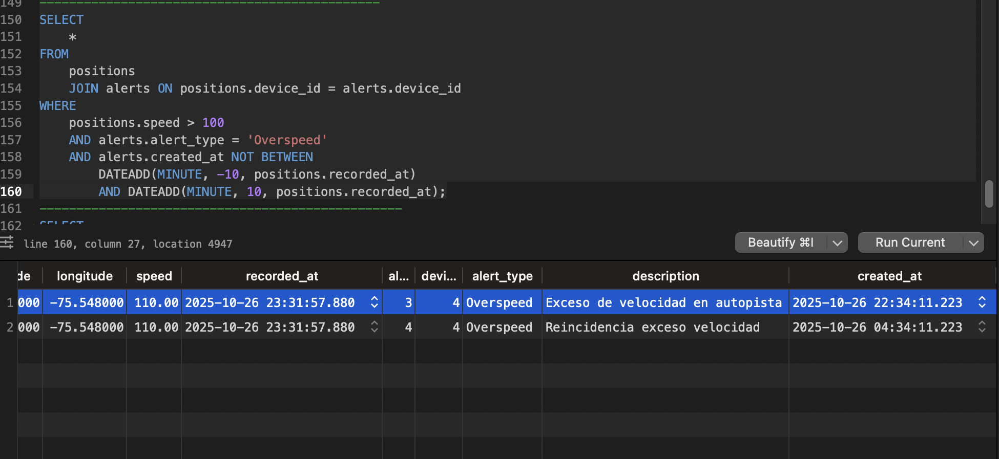 149 ----------------------------------------------
150 SELECT
151 *
152 FROM
153 positions
154 JOIN alerts ON positions.device_id = alerts.device_id
155 WHERE
156 positions.speed > 100
157 AND alerts.alert_type = 'Overspeed'
158 AND alerts.created_at NOT BETWEEN
159 DATEADD(MINUTE, -10, positions.recorded_at)
160 AND DATEADD(MINUTE, 10, positions.recorded_at);
161 -------------------------------------------------
162 SELECT
line 160, column 27, location 4947 Beautify ⌘I Run Current
de longitude speed recorded_at al... devi... alert_type description created_at
1 000 -75.548000 110.00 2025-10-26 23:31:57.880 3 4 Overspeed Exceso de velocidad en autopista 2025-10-26 22:34:11.223
2 000 -75.548000 110.00 2025-10-26 23:31:57.880 4 4 Overspeed Reincidencia exceso velocidad 2025-10-26 04:34:11.223